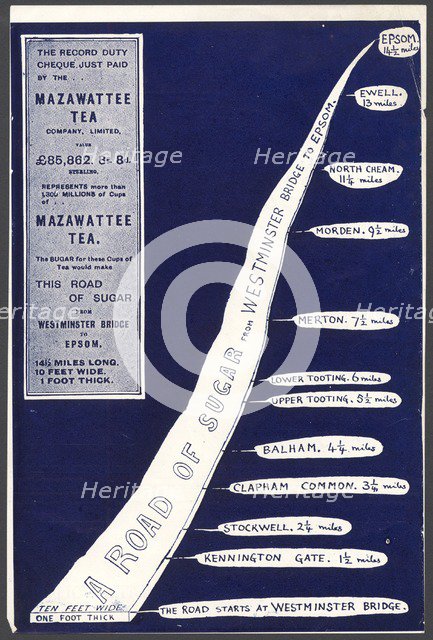 THE RECORD DUTY
CHEQUE JUST PAID
BY THE . . .
MAZAWATTEE
TEA
COMPANY, LIMITED,
VALUE
£85,862. 8s 8d
STERLING,
REPRESENTS more than
1,300 MILLIONS of Cups
of . . .
MAZAWATTEE
TEA.
The SUGAR for these Cups of
Tea would make
THIS ROAD
OF SUGAR
FROM
WESTMINSTER BRIDGE
TO
EPSOM.
14½ MILES LONG.
10 FEET WIDE.
1 FOOT THICK.
EPSOM.
14½ miles
EWELL.
13 miles
NORTH CHEAM.
11¼ miles
MORDEN. 9½ miles
MERTON. 7½ miles
LOWER TOOTING. 6 miles
UPPER TOOTING. 5½ miles
BALHAM. 4¼ miles
CLAPHAM COMMON. 3¼ miles
STOCKWELL. 2¼ miles
KENNINGTON GATE. 1½ miles
THE ROAD STARTS AT WESTMINSTER BRIDGE.
A ROAD OF SUGAR FROM WESTMINSTER BRIDGE TO EPSOM.
TEN FEET WIDE.
ONE FOOT THICK
Heritage
Heritage
Heritage
Heritage
Heritage
Heritage